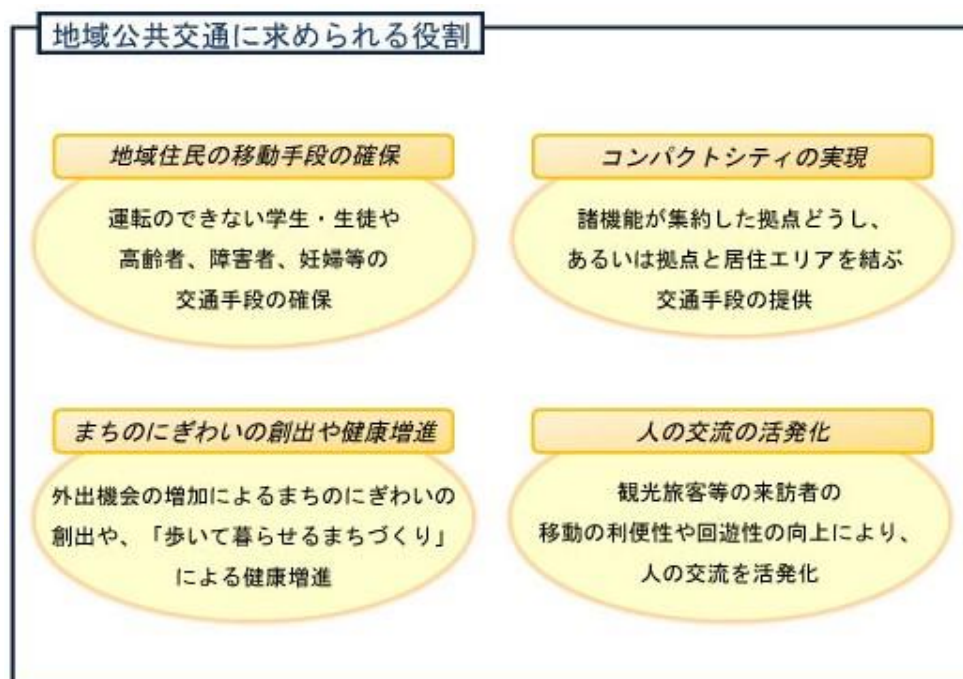 地域公共交通に求められる役割
地域住民の移動手段の確保
運転のできない学生・生徒や
高齢者、障害者、妊婦等の
交通手段の確保
コンパクトシティの実現
諸機能が集約した拠点どうし、
あるいは拠点と居住エリアを結ぶ
交通手段の提供
まちのにぎわいの創出や健康増進
外出機会の増加によるまちのにぎわいの
創出や、「歩いて暮らせるまちづくり」
による健康増進
人の交流の活発化
観光旅客等の来訪者の
移動の利便性や回遊性の向上により、
人の交流を活発化